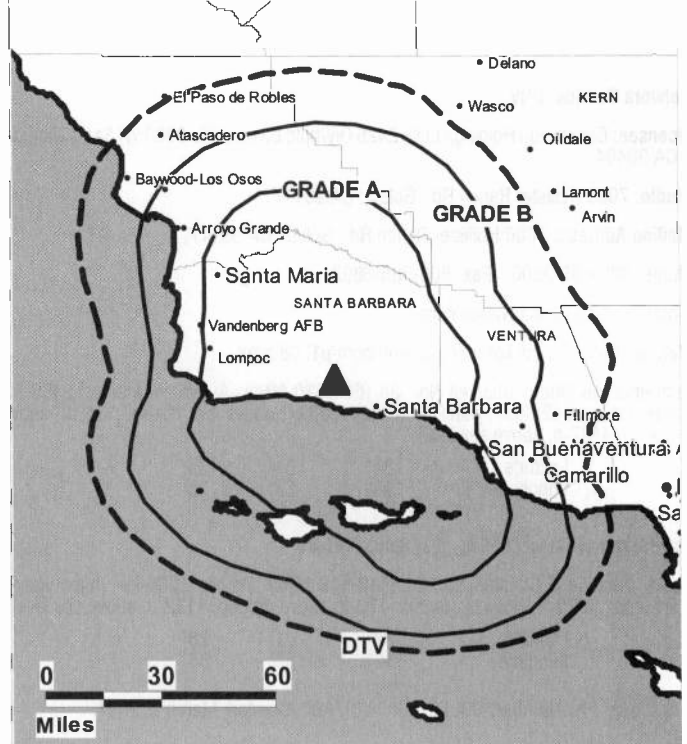 Delano
KERN
El Paso de Robles
Wasco
Atascadero
Oildale
Baywood-Los Osos
GRADE A
Lamont
GRADE B
Arvin
Arroyo Grande
Santa Maria
SANTA BARBARA
Vandenberg AFB
VENTURA
Lompoc
Santa Barbara
Fillmore
San Buenaventura
Camarillo
Sa
DTV
0 30 60
Miles